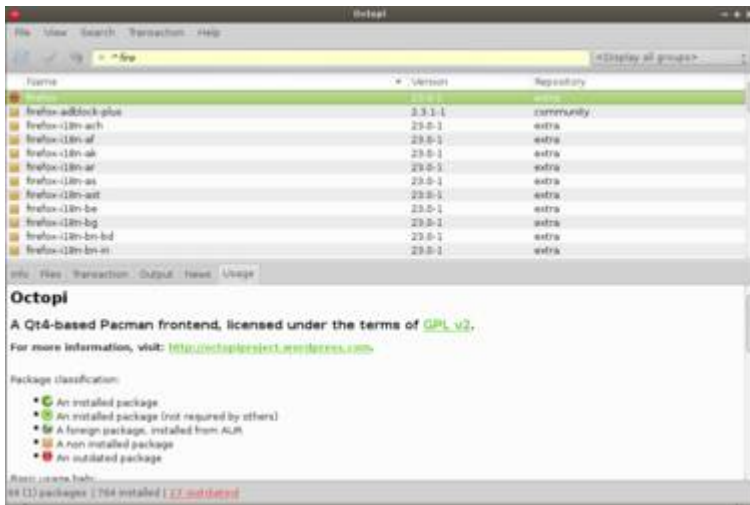 Octopi
File View Search Transaction Help
^fire <Display all groups>
Name Version Repository
firefox extra
firefox-adblock-plus 2.3.1-1 community
firefox-i18n-ach 23.0-1 extra
firefox-i18n-af 23.0-1 extra
firefox-i18n-ak 23.0-1 extra
firefox-i18n-ar 23.0-1 extra
firefox-i18n-as 23.0-1 extra
firefox-i18n-ast 23.0-1 extra
firefox-i18n-be 23.0-1 extra
firefox-i18n-bg 23.0-1 extra
firefox-i18n-bn-bd 23.0-1 extra
firefox-i18n-bn-in 23.0-1 extra
Info Files Transaction Output News Usage
Octopi
A Qt4-based Pacman frontend, licensed under the terms of GPL v2.
For more information, visit: http://octopiproject.wordpress.com.
Package classification:
An installed package
An installed package (not required by others)
A foreign package, installed from AUR
A non installed package
An outdated package
Basic usage help:
(1) packages | 764 installed | 17 outdated